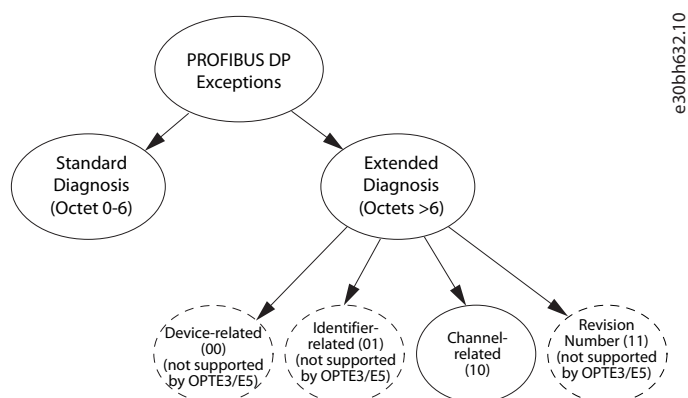 PROFIBUS DP
Exceptions
e30bh632.10
Standard
Diagnosis
(Octet 0-6)
Extended
Diagnosis
(Octets >6)
Device-related
(00)
(not supported
by OPTE3/E5)
Identifier-
related (01)
(not supported
by OPTE3/E5)
Channel-
related
(10)
Revision
Number (11)
(not supported
by OPTE3/E5)